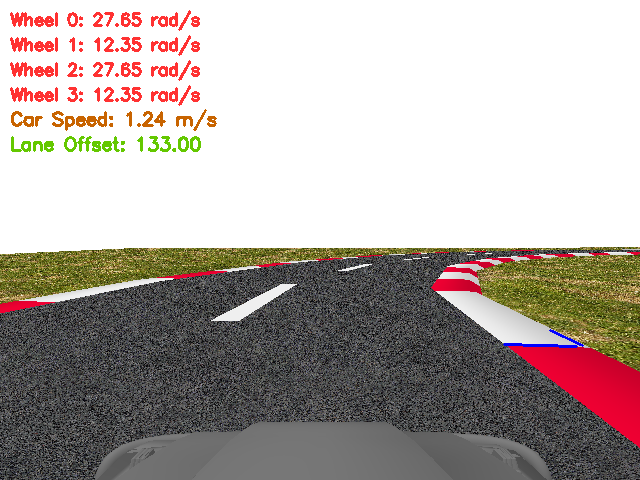 Wheel 0: 27.65 rad/s
Wheel 1: 12.35 rad/s
Wheel 2: 27.65 rad/s
Wheel 3: 12.35 rad/s
Car Speed: 1.24 m/s
Lane Offset: 133.00